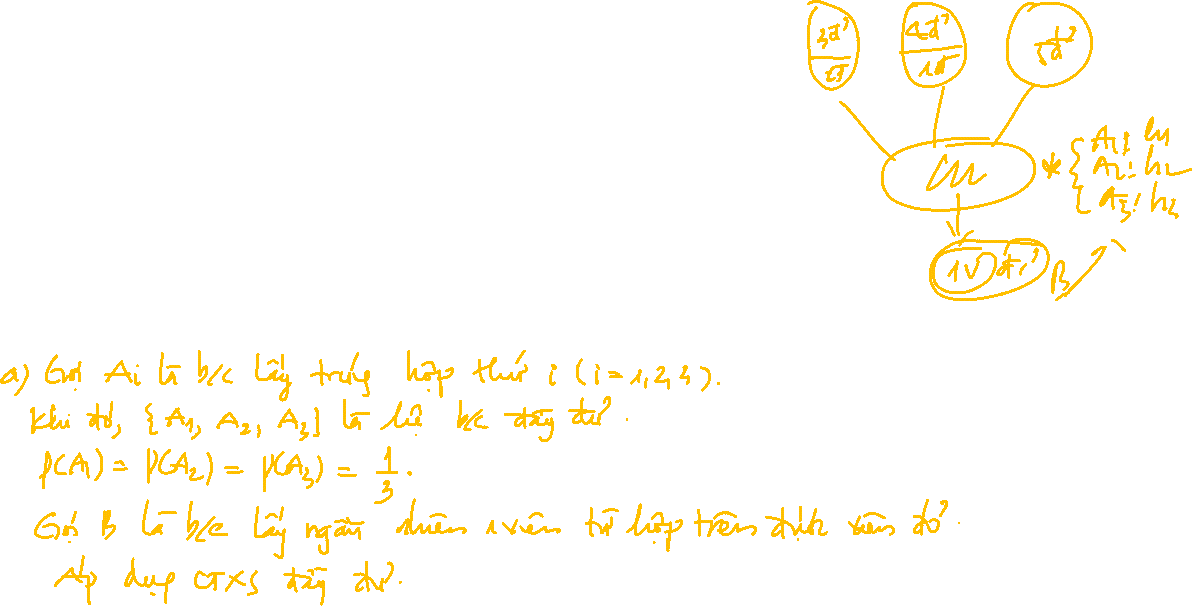 3đ' 4đ' 5đ'
1đ
A1: h1
A2: h2
A3: h3
1V đỏ B
a) Gọi Ai là b/c lấy trúng hộp thứ i (i = 1, 2, 3).
Khi đó, {A1, A2, A3} là hệ b/c đầy đủ.
P(A1) = P(A2) = P(A3) = 1/3.
Gọi B là b/c lấy ngẫu nhiên 1 viên từ hộp trên được viên đỏ.
Áp dụng CTXS đầy đủ.